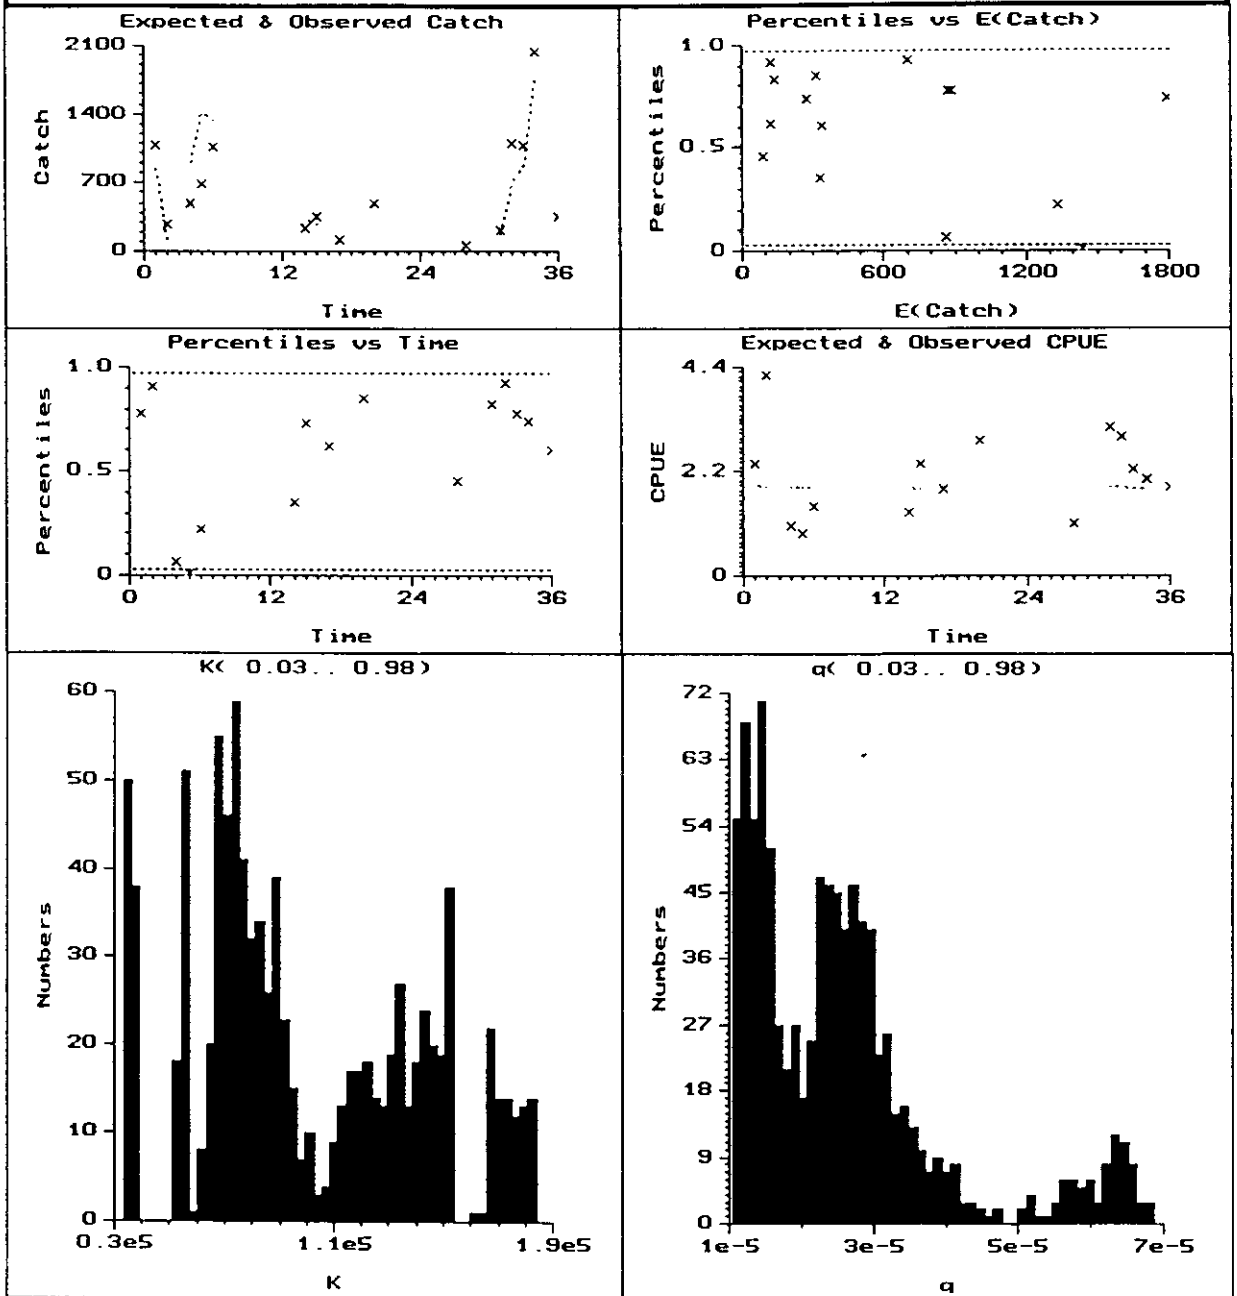 Expected & Observed Catch
2100
1400
700
0
Catch
0 12 24 36
Time
Percentiles vs E(Catch)
1.0
0.5
0
Percentiles
0 600 1200 1800
E(Catch)
Percentiles vs Time
1.0
0.5
0
Percentiles
0 12 24 36
Time
Expected & Observed CPUE
4.4
2.2
0
CPUE
0 12 24 36
Time
K( 0.03.. 0.98)
60
50
40
30
20
10
0
Numbers
0.3e5 1.1e5 1.9e5
K
q( 0.03.. 0.98)
72
63
54
45
36
27
18
9
0
Numbers
1e-5 3e-5 5e-5 7e-5
q